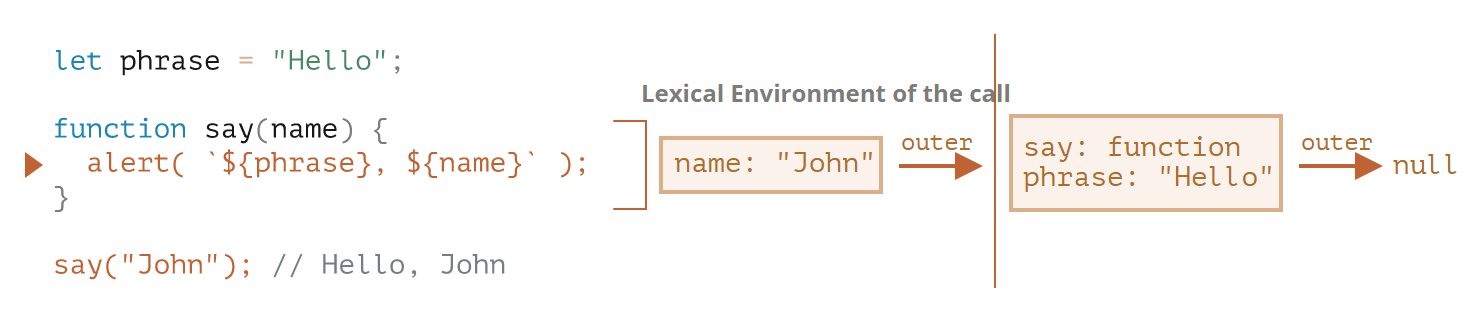 let phrase = "Hello";
function say(name) {
alert( `${phrase}, ${name}` );
}
say("John"); // Hello, John
Lexical Environment of the call
name: "John"
outer
say: function
phrase: "Hello"
outer
null